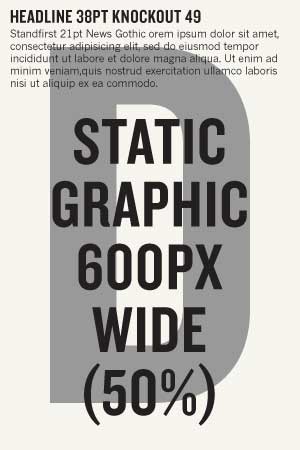 HEADLINE 38PT KNOCKOUT 49
Standfirst 21pt News Gothic orem ipsum dolor sit amet,
consectetur adipisicing elit, sed do eiusmod tempor
incididunt ut labore et dolore magna aliqua. Ut enim ad
minim veniam,quis nostrud exercitation ullamco laboris
nisi ut aliquip ex ea commodo.
D
STATIC
GRAPHIC
600PX
WIDE
(50%)